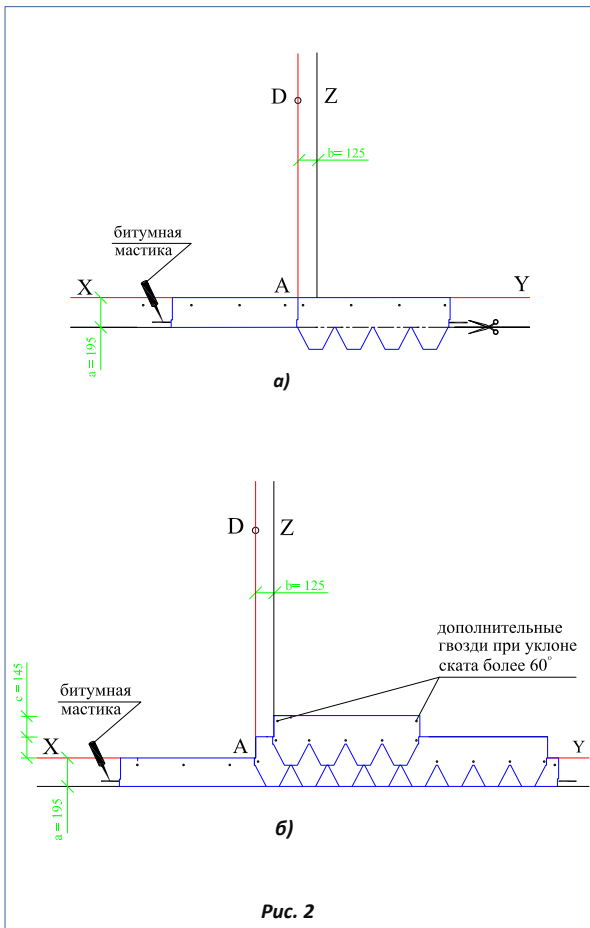 D
Z
b= 125
битумная
мастика
X
A
Y
a = 195
а)
D
Z
b= 125
дополнительные
гвозди при уклоне
ската более 60°
c = 145
битумная
мастика
X
A
Y
a = 195
б)
Рис. 2